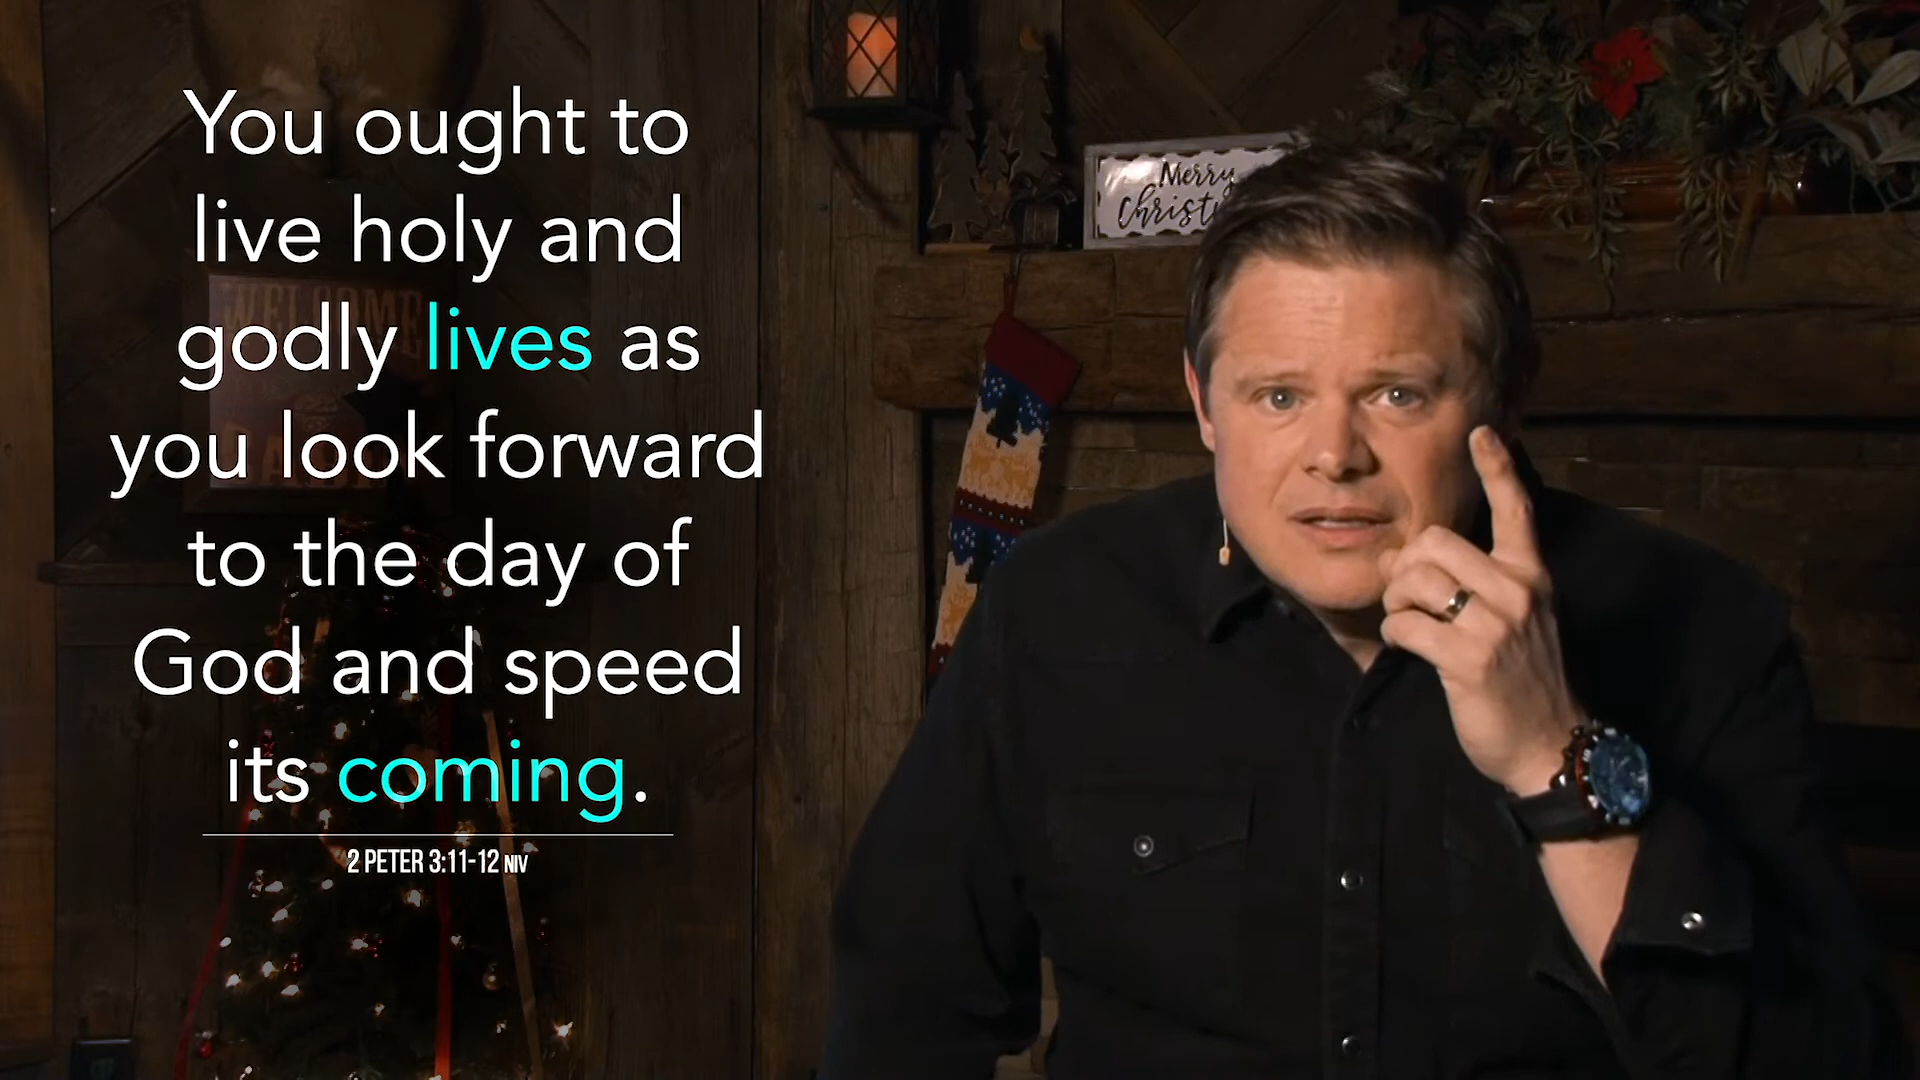 You ought to
live holy and
godly lives as
you look forward
to the day of
God and speed
its coming.
2 PETER 3:11-12 NIV
Merry
WELCOME